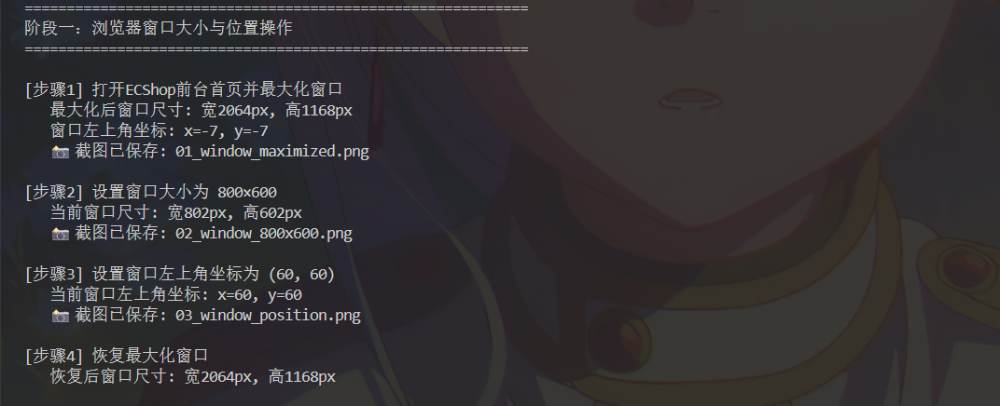 ============================================================
阶段一：浏览器窗口大小与位置操作
============================================================
[步骤1] 打开ECShop前台首页并最大化窗口
最大化后窗口尺寸: 宽2064px, 高1168px
窗口左上角坐标: x=-7, y=-7
📸 截图已保存: 01_window_maximized.png
[步骤2] 设置窗口大小为 800x600
当前窗口尺寸: 宽802px, 高602px
📸 截图已保存: 02_window_800x600.png
[步骤3] 设置窗口左上角坐标为 (60, 60)
当前窗口左上角坐标: x=60, y=60
📸 截图已保存: 03_window_position.png
[步骤4] 恢复最大化窗口
恢复后窗口尺寸: 宽2064px, 高1168px